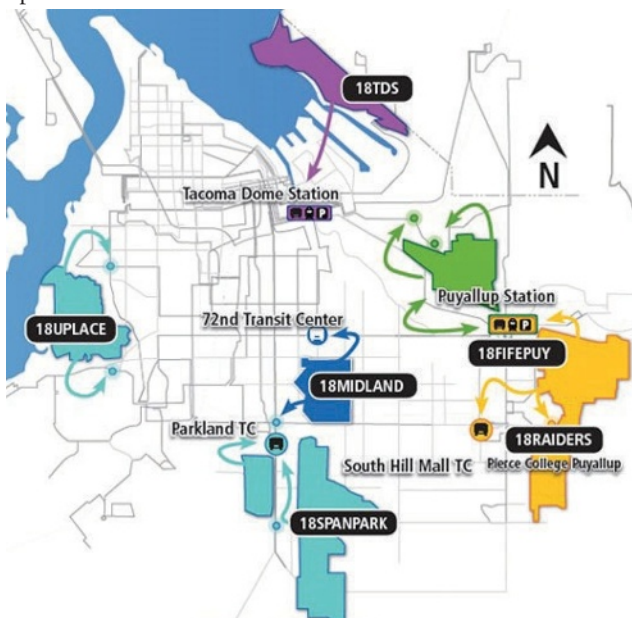 18TDS
N
Tacoma Dome Station
P
Puyallup Station
P
18UPLACE
72nd Transit Center
18FIFEPUY
18MIDLAND
Parkland TC
18RAIDERS
South Hill Mall TC
Pierce College Puyallup
18SPANPARK